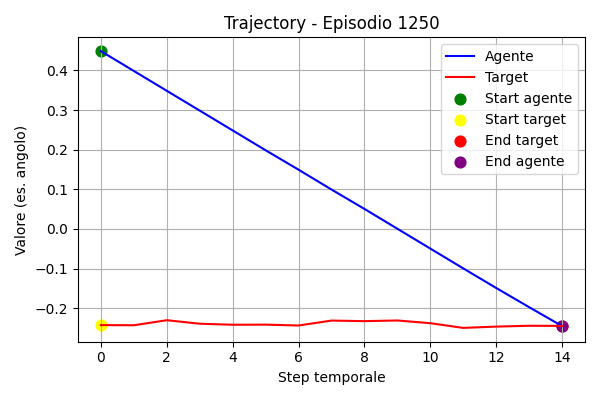 Trajectory - Episodio 1250
Agente
Target
Start agente
Start target
End target
End agente
Valore (es. angolo)
0.4
0.3
0.2
0.1
0.0
−0.1
−0.2
0 2 4 6 8 10 12 14
Step temporale